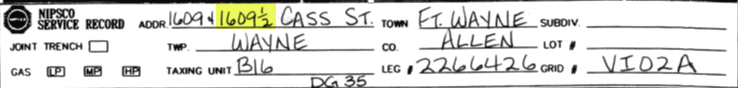 NIPSCO SERVICE RECORD ADDR. 1609 & 1609½ CASS ST. TOWN FT. WAYNE SUBDIV.
JOINT TRENCH TWP. WAYNE CO. ALLEN LOT #
GAS LP MP HP TAXING UNIT B16 LEG # 2266426 GRID # V102A
DG 35